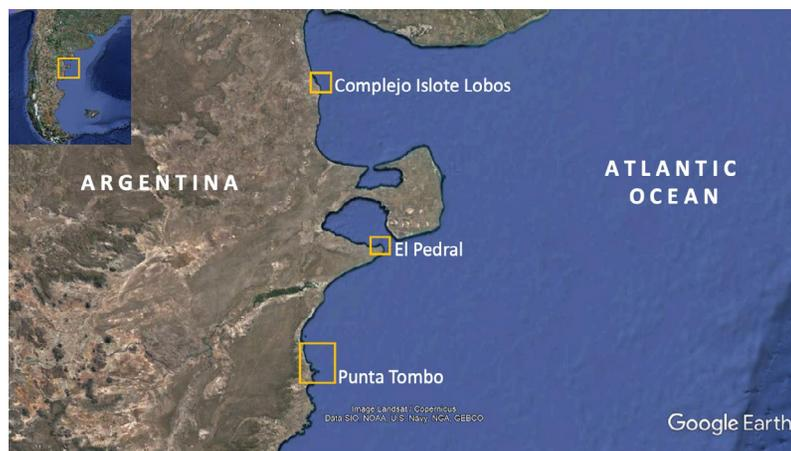 Complejo Islote Lobos
ARGENTINA
ATLANTIC
OCEAN
El Pedral
Punta Tombo
Image Landsat / Copernicus
Data SIO, NOAA, U.S. Navy, NGA, GEBCO
Google Earth